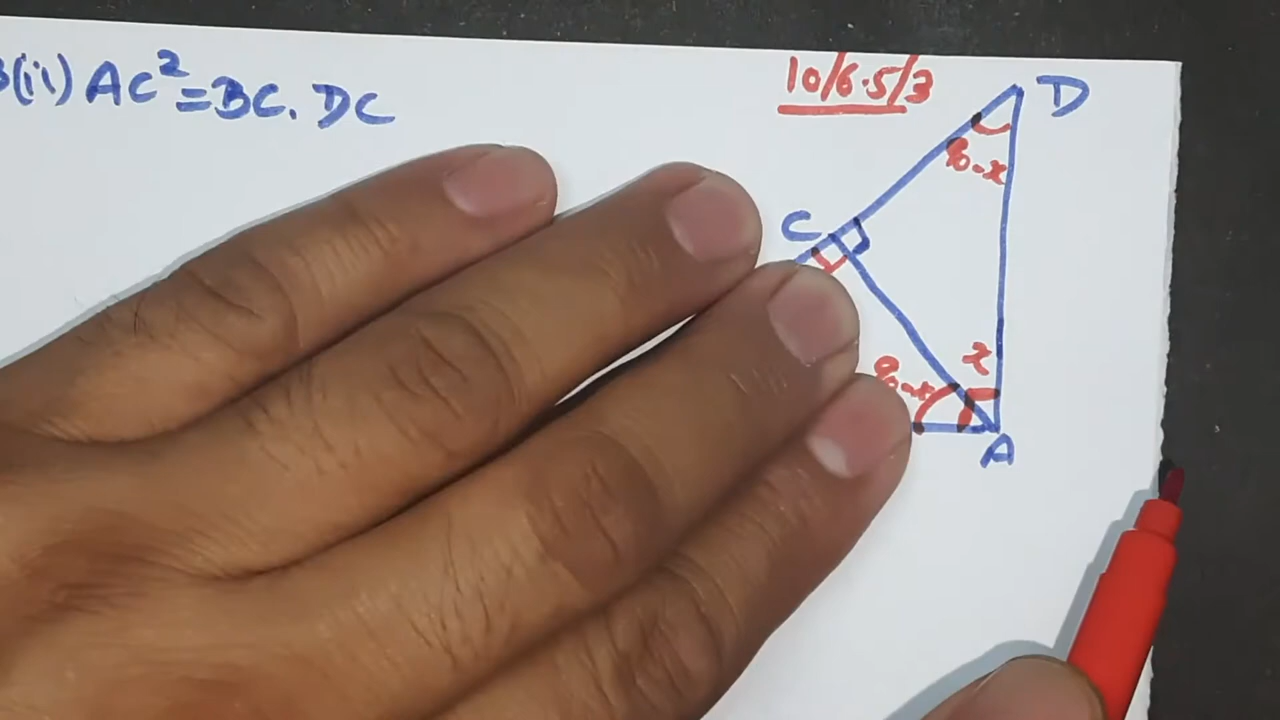 3(ii) AC²=BC. DC
10/6.5/3
D
90-x
C
x
90-x
A